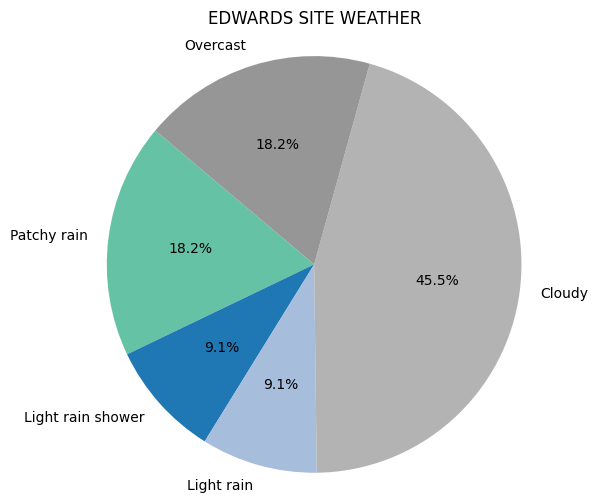 EDWARDS SITE WEATHER
Overcast
18.2%
Patchy rain
18.2%
45.5%
Cloudy
9.1%
9.1%
Light rain shower
Light rain